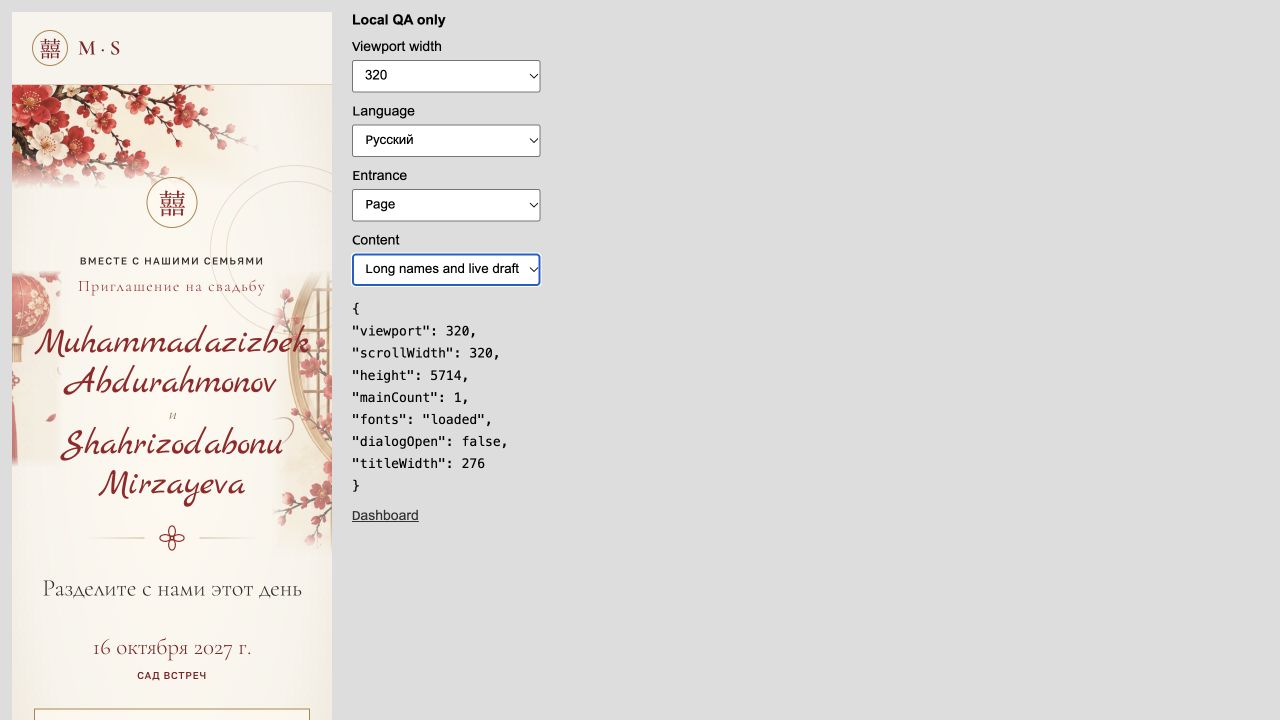 囍 M · S
囍
ВМЕСТЕ С НАШИМИ СЕМЬЯМИ
Приглашение на свадьбу
Muhammadazizbek
Abdurahmonov
и
Shahrizodabonu
Mirzayeva
Разделите с нами этот день
16 октября 2027 г.
САД ВСТРЕЧ
Local QA only
Viewport width
320
Language
Русский
Entrance
Page
Content
Long names and live draft
{
"viewport": 320,
"scrollWidth": 320,
"height": 5714,
"mainCount": 1,
"fonts": "loaded",
"dialogOpen": false,
"titleWidth": 276
}
Dashboard